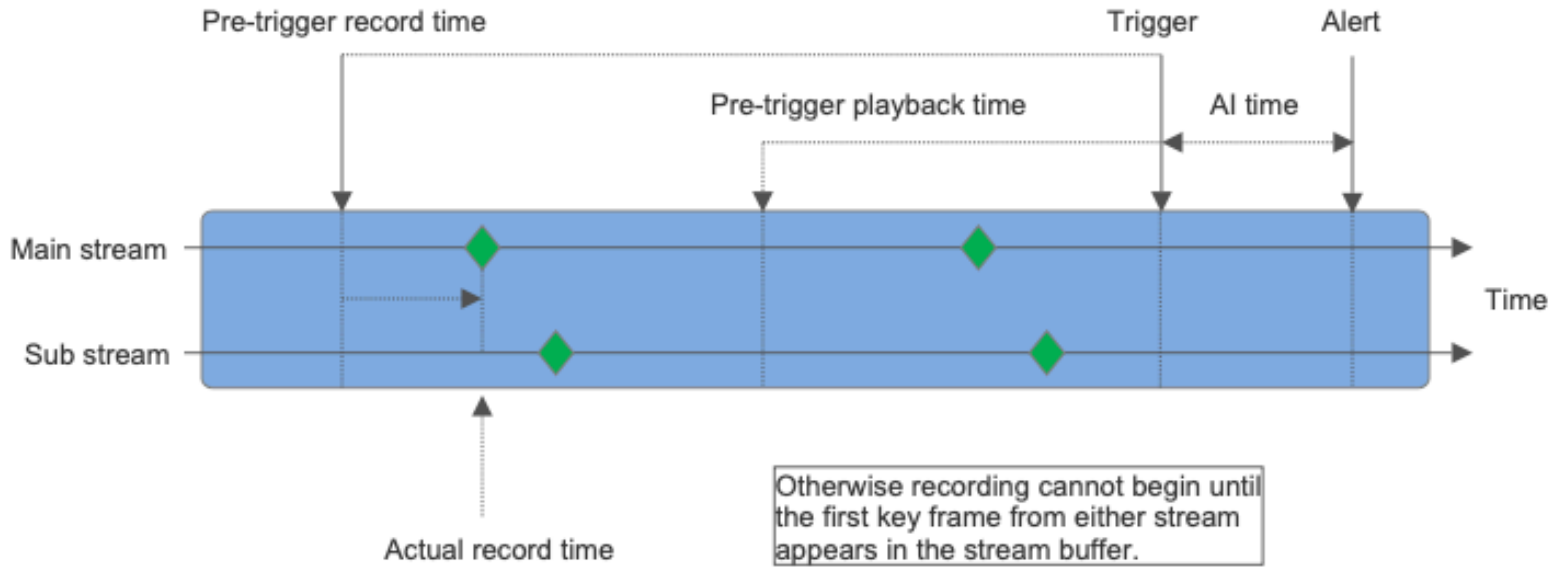 Pre-trigger record time
Trigger
Alert
Pre-trigger playback time
AI time
Main stream
Time
Sub stream
Otherwise recording cannot begin until
the first key frame from either stream
appears in the stream buffer.
Actual record time